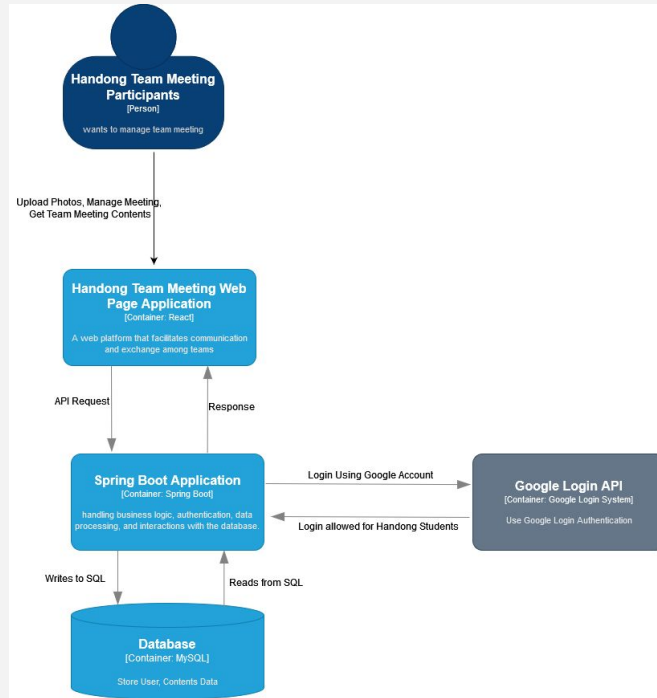 Handong Team Meeting
Participants
[Person]
wants to manage team meeting
Upload Photos, Manage Meeting,
Get Team Meeting Contents
Handong Team Meeting Web
Page Application
[Container: React]
A web platform that facilitates communication
and exchange among teams
API Request
Response
Spring Boot Application
[Container: Spring Boot]
handling business logic, authentication, data
processing, and interactions with the database.
Login Using Google Account
Login allowed for Handong Students
Google Login API
[Container: Google Login System]
Use Google Login Authentication
Writes to SQL
Reads from SQL
Database
[Container: MySQL]
Store User, Contents Data